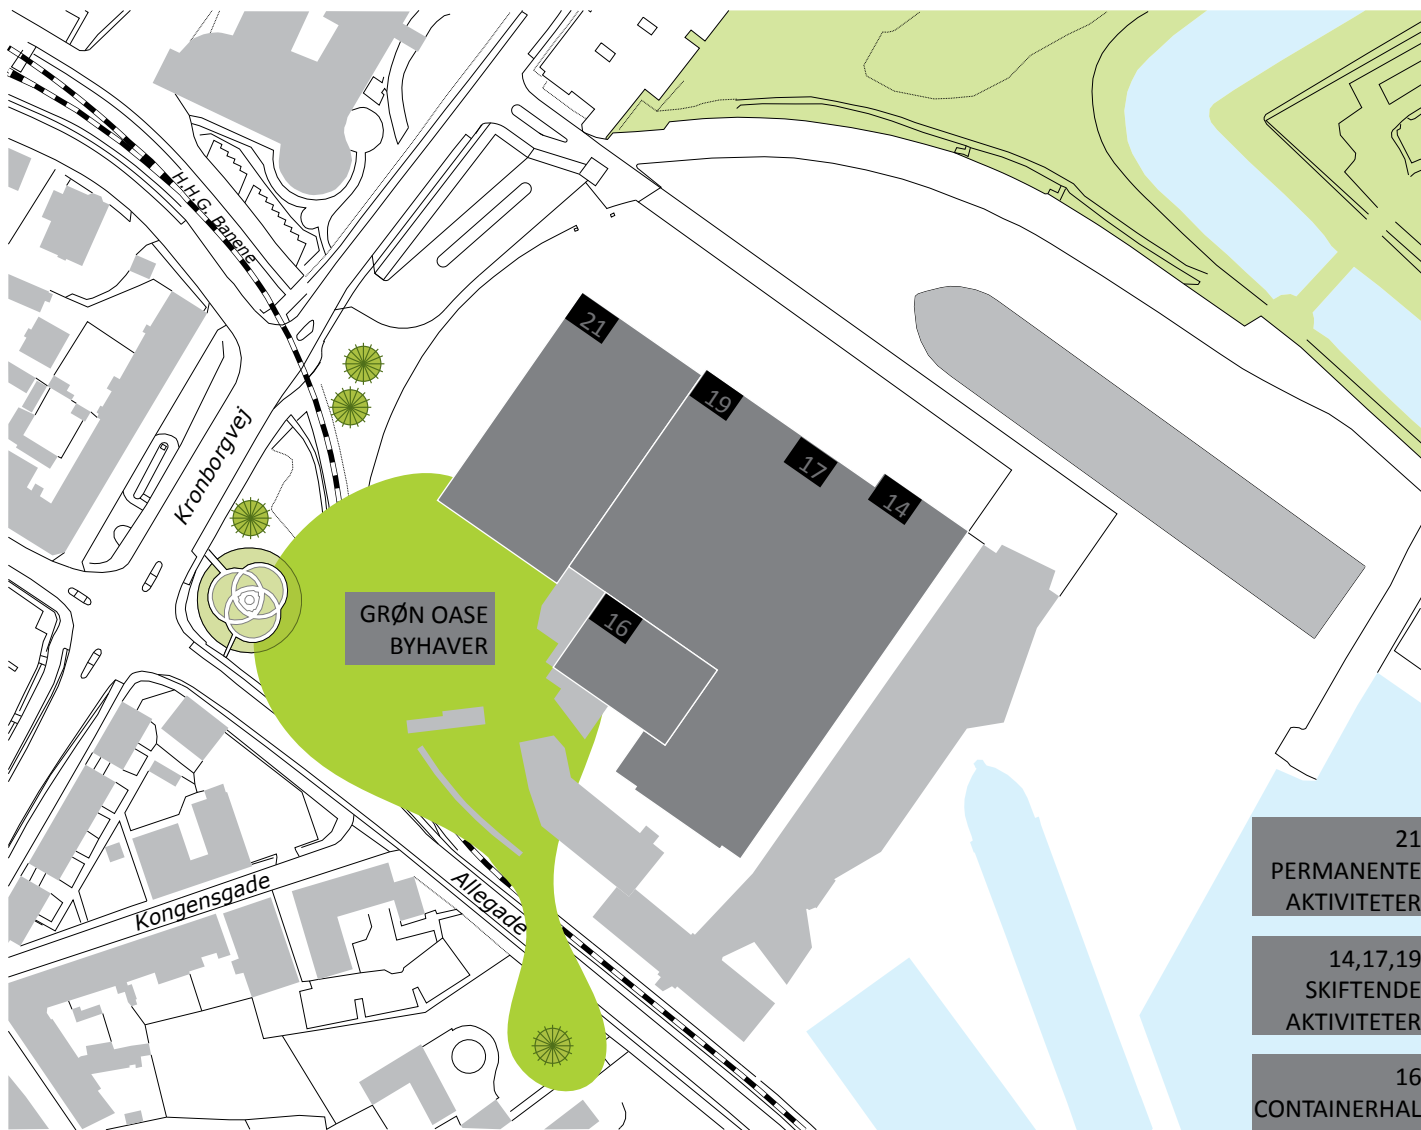 H.H.G. Banene
21
19
17
14
Kronborgvej
GRØN OASE
BYHAVER
16
Kongensgade
Allegade
21
PERMANENTE
AKTIVITETER
14,17,19
SKIFTENDE
AKTIVITETER
16
CONTAINERHAL